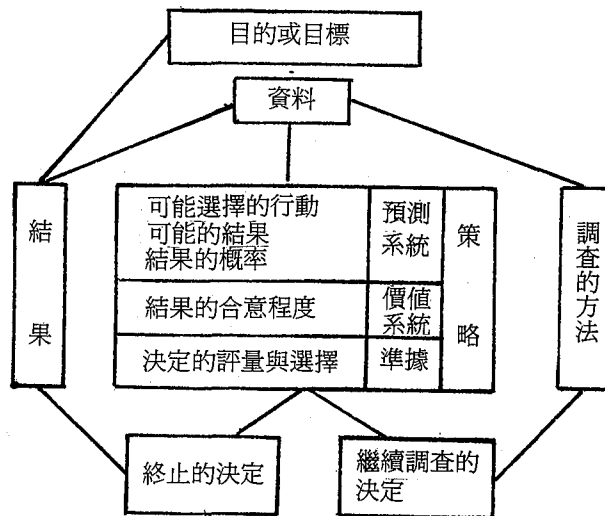 目的或目標
資料
結果
可能選擇的行動
可能的結果
結果的概率
預測
系統
策略
結果的合意程度
價值
系統
決定的評量與選擇
準據
調查的方法
終止的決定
繼續調查的
決定